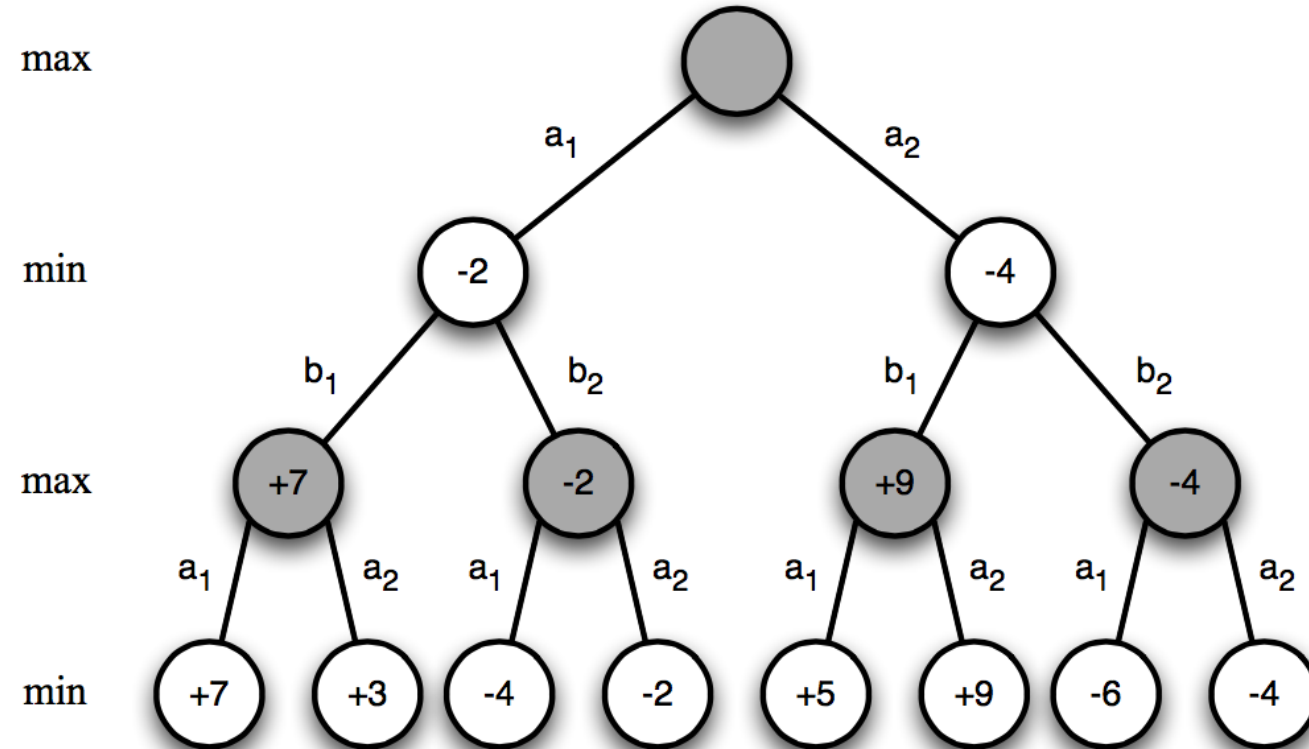 max
a1 a2
min -2 -4
b1 b2 b1 b2
max +7 -2 +9 -4
a1 a2 a1 a2 a1 a2 a1 a2
min +7 +3 -4 -2 +5 +9 -6 -4